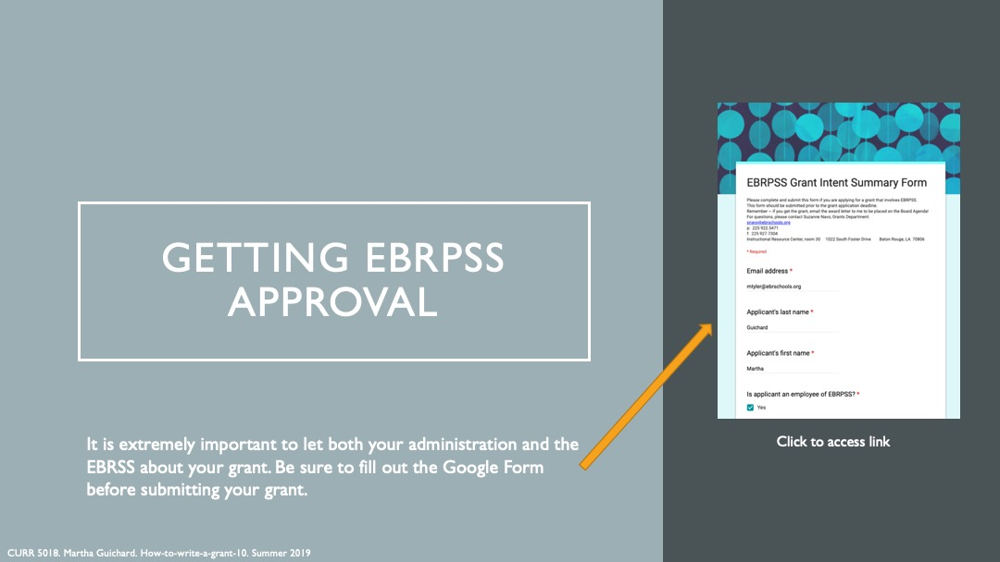 GETTING EBRPSS
APPROVAL
It is extremely important to let both your administration and the
EBRSS about your grant. Be sure to fill out the Google Form
before submitting your grant.
EBRPSS Grant Intent Summary Form
Please complete and submit this form if you are applying for a grant that involves EBRPSS.
This form should be submitted prior to the grant application deadline.
Remember -- if you get the grant, email the award letter to me to be placed on the Board Agenda!
For questions, please contact Suzanne Navo, Grants Department:
snavo@ebrschools.org
p. 225 922.5471
f. 225 927.7304
Instructional Resource Center, room 30 1022 South Foster Drive Baton Rouge, LA 70806
* Required
Email address *
mtyler@ebrschools.org
Applicant's last name *
Guichard
Applicant's first name *
Martha
Is applicant an employee of EBRPSS? *
Yes
Click to access link
CURR 5018. Martha Guichard. How-to-write-a-grant-10. Summer 2019